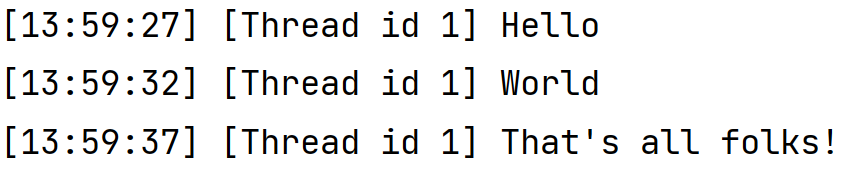 [13:59:27] [Thread id 1] Hello
[13:59:32] [Thread id 1] World
[13:59:37] [Thread id 1] That's all folks!